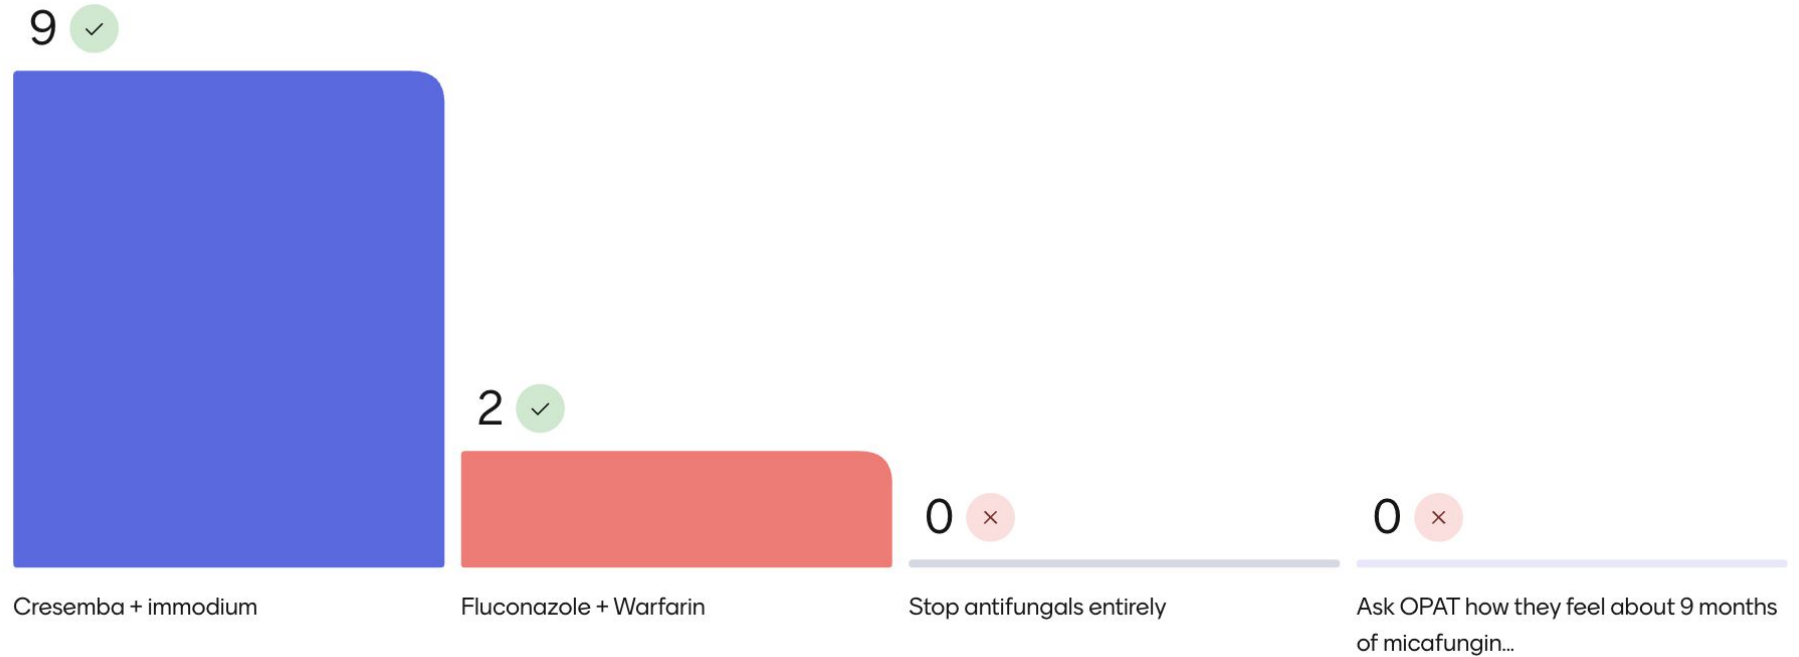 9
2
0
0
Cresemba + immodium
Fluconazole + Warfarin
Stop antifungals entirely
Ask OPAT how they feel about 9 months
of micafungin...